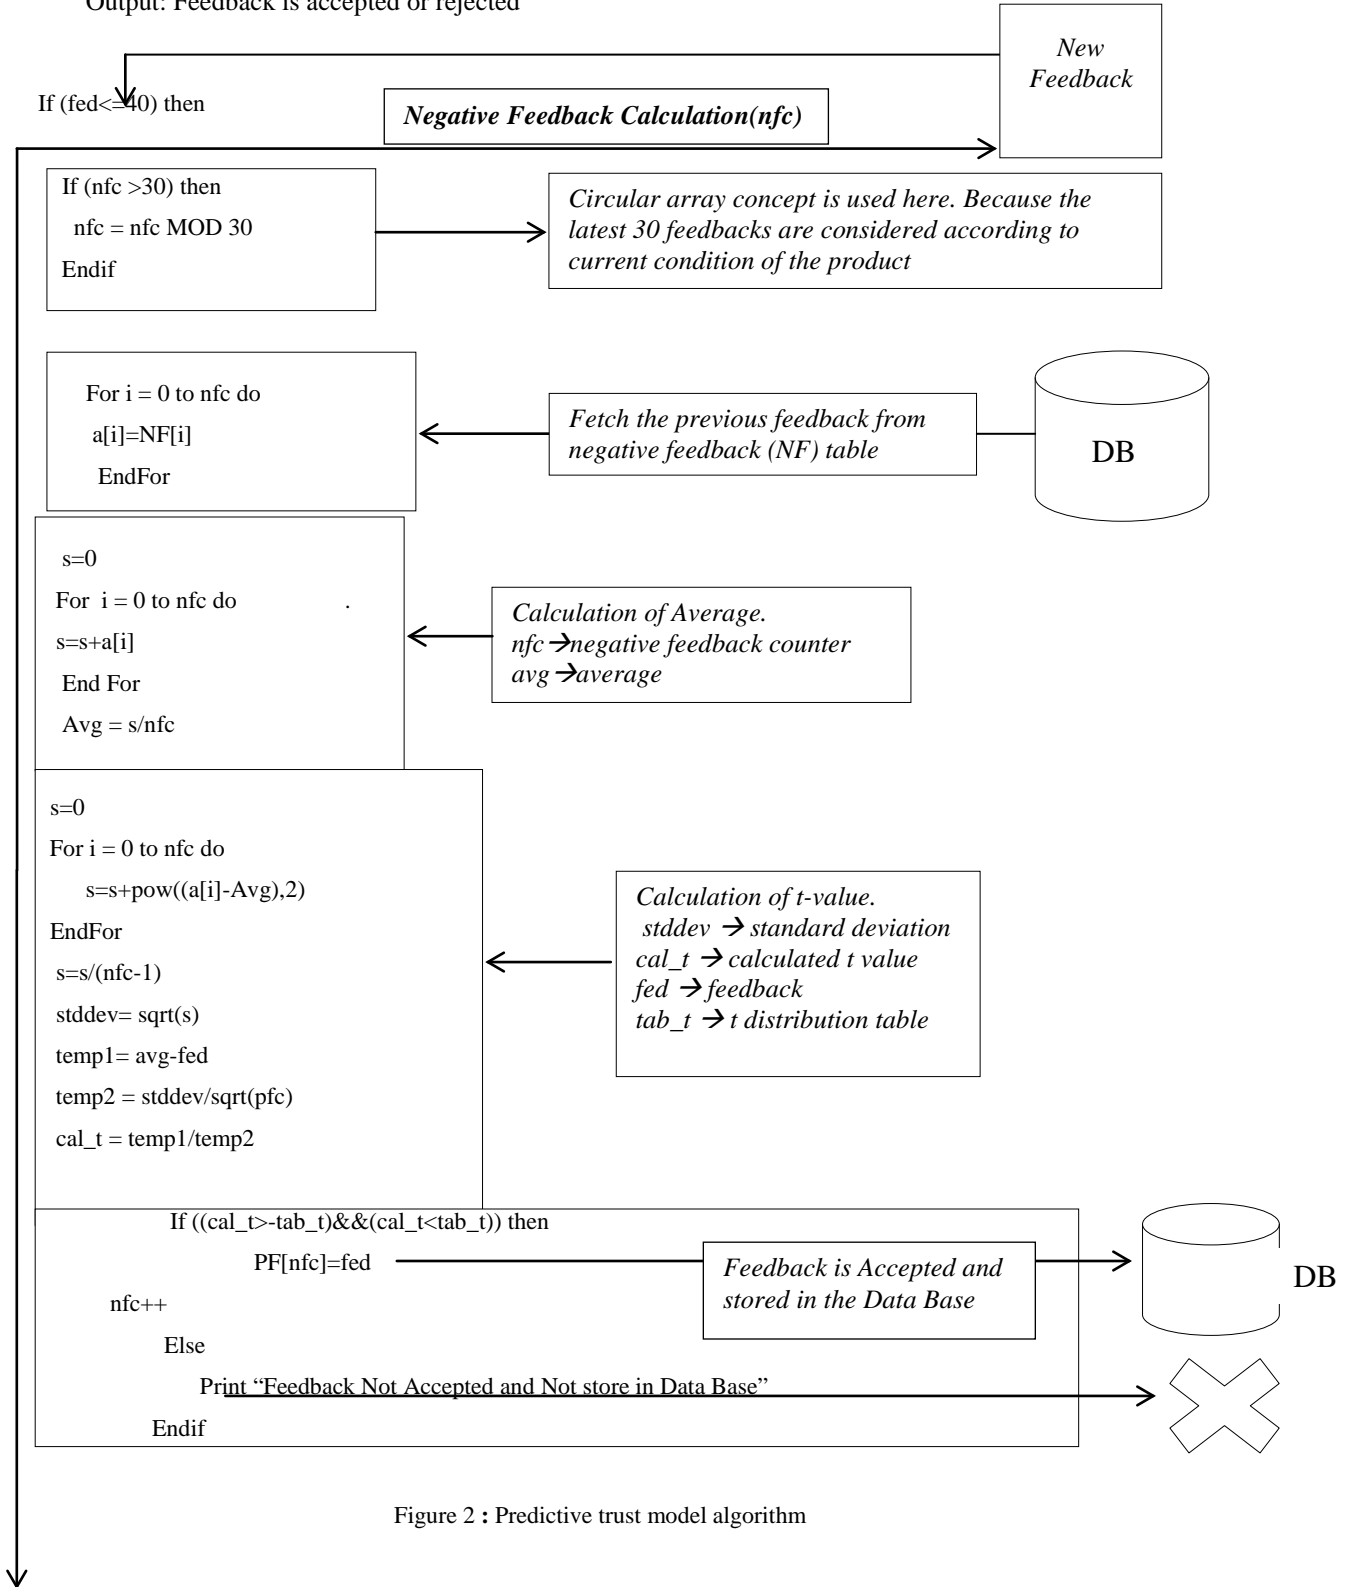 Output: Feedback is accepted or rejected
New
Feedback
If (fed<=40) then
Negative Feedback Calculation(nfc)
If (nfc >30) then
nfc = nfc MOD 30
Endif
Circular array concept is used here. Because the
latest 30 feedbacks are considered according to
current condition of the product
For i = 0 to nfc do
a[i]=NF[i]
EndFor
Fetch the previous feedback from
negative feedback (NF) table
DB
s=0
For i = 0 to nfc do .
s=s+a[i]
End For
Avg = s/nfc
Calculation of Average.
nfc→negative feedback counter
avg→average
s=0
For i = 0 to nfc do
s=s+pow((a[i]-Avg),2)
EndFor
s=s/(nfc-1)
stddev= sqrt(s)
temp1= avg-fed
temp2 = stddev/sqrt(pfc)
cal_t = temp1/temp2
Calculation of t-value.
stddev → standard deviation
cal_t → calculated t value
fed → feedback
tab_t → t distribution table
If ((cal_t>-tab_t)&&(cal_t<tab_t)) then
PF[nfc]=fed
Feedback is Accepted and
stored in the Data Base
DB
nfc++
Else
Print “Feedback Not Accepted and Not store in Data Base”
Endif
Figure 2 : Predictive trust model algorithm